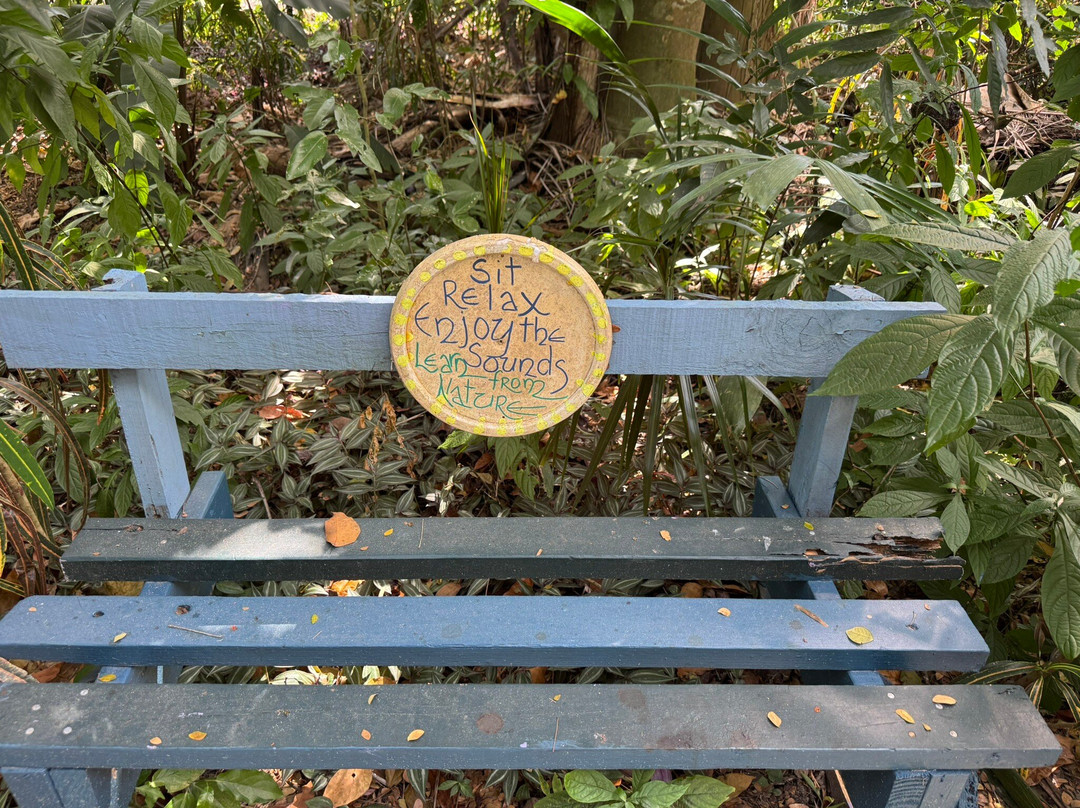 Sit
Relax
Enjoy the
Sounds
Learn from
Nature